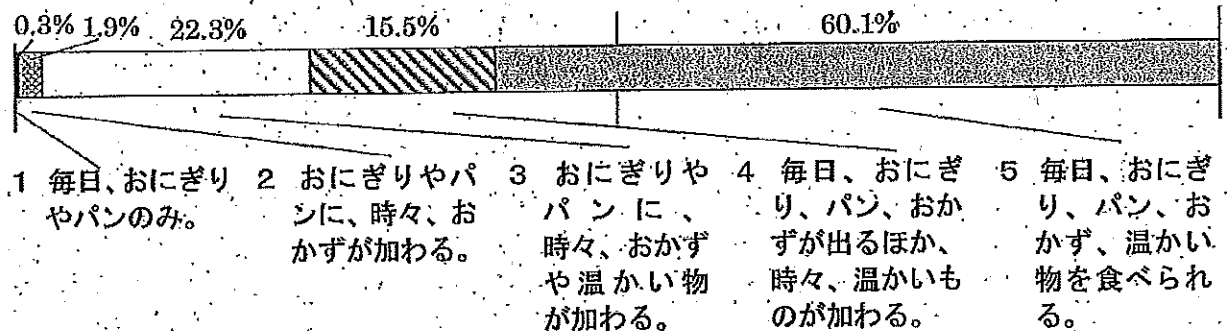 0.3% 1.9% 22.3% 15.5% 60.1%
1 毎日、おにぎり
やパンのみ。
2 おにぎりやパ
ンに、時々、お
かずが加わる。
3 おにぎりや
パンに、
時々、おかず
や温かい物
が加わる。
4 毎日、おにぎ
り、パン、おか
ずが出るほか、
時々、温かいも
のが加わる。
5 毎日、おにぎ
り、パン、お
かず、温かい
物を食べられ
る。